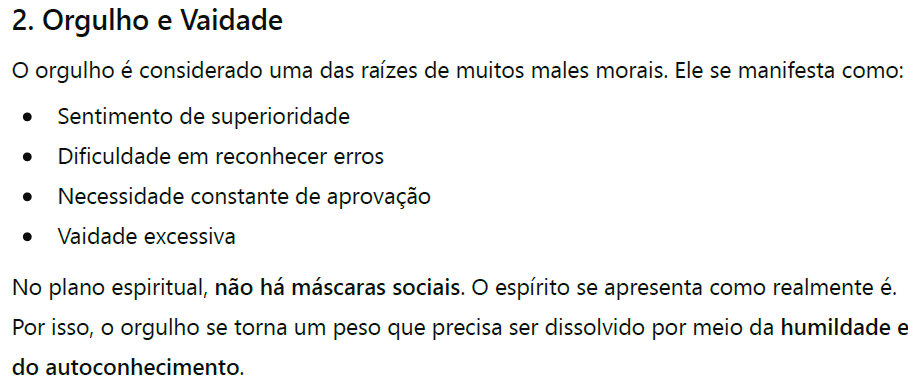 2. Orgulho e Vaidade
O orgulho é considerado uma das raízes de muitos males morais. Ele se manifesta como:
• Sentimento de superioridade
• Dificuldade em reconhecer erros
• Necessidade constante de aprovação
• Vaidade excessiva
No plano espiritual, não há máscaras sociais. O espírito se apresenta como realmente é.
Por isso, o orgulho se torna um peso que precisa ser dissolvido por meio da humildade e
do autoconhecimento.